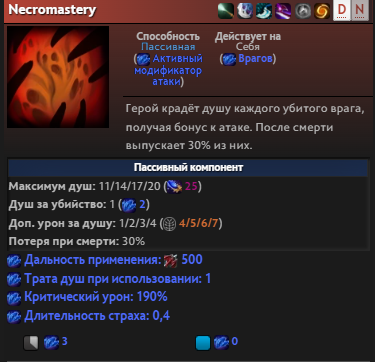 Necromastery
D N
Способность
Пассивная
( Активный
модификатор
атаки)
Действует на
Себя
( Врагов)
Герой крадёт душу каждого убитого врага,
получая бонус к атаке. После смерти
выпускает 30% из них.
Пассивный компонент
Максимум душ: 11/14/17/20 ( 25)
Душ за убийство: 1 ( 2)
Доп. урон за душу: 1/2/3/4 ( 4/5/6/7)
Потеря при смерти: 30%
Дальность применения: 500
Трата душ при использовании: 1
Критический урон: 190%
Длительность страха: 0,4
3 0